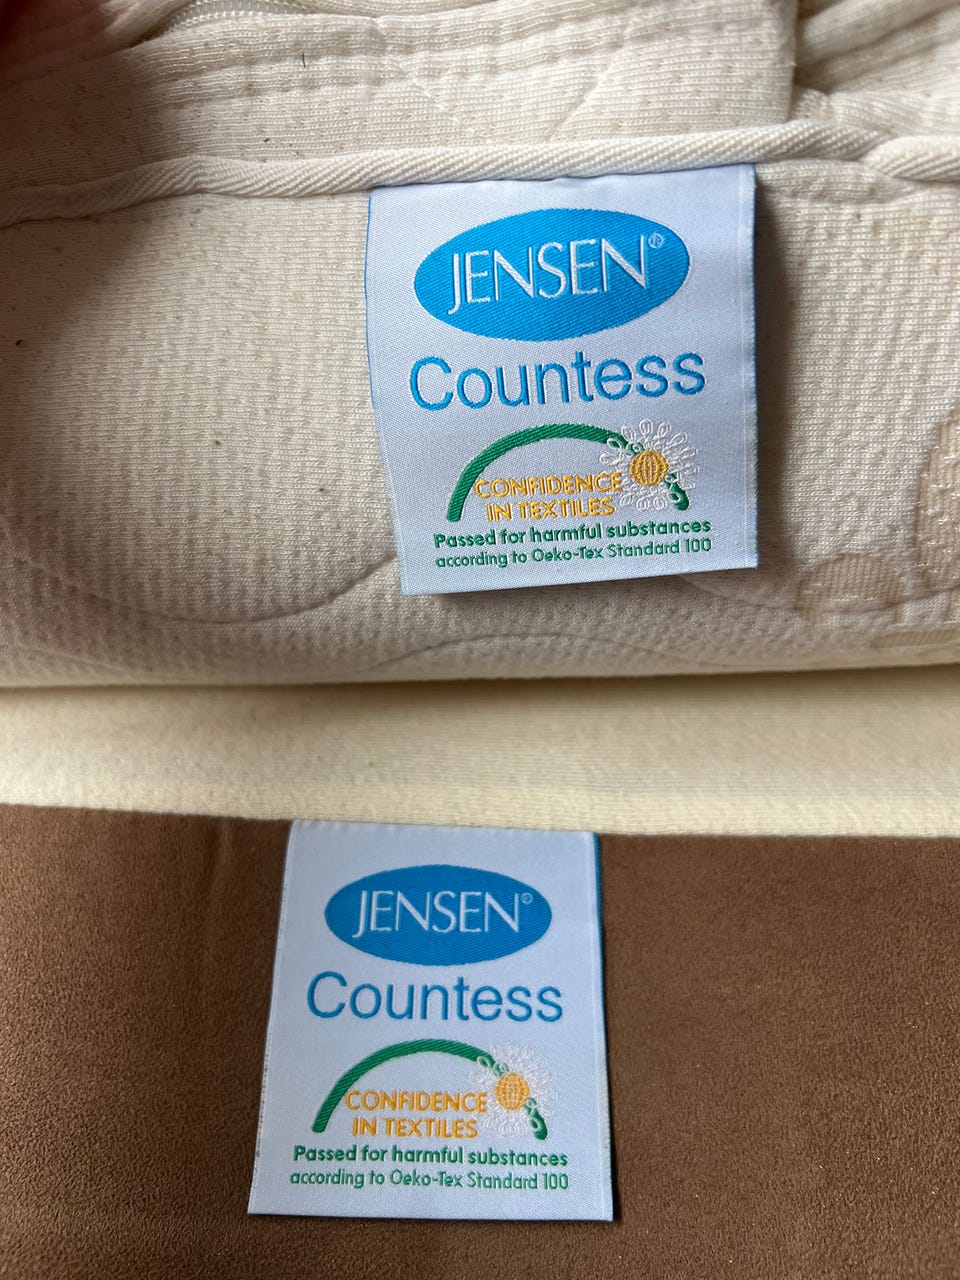 JENSEN®
Countess
CONFIDENCE
IN TEXTILES
Passed for harmful substances
according to Oeko-Tex Standard 100
JENSEN®
Countess
CONFIDENCE
IN TEXTILES
Passed for harmful substances
according to Oeko-Tex Standard 100